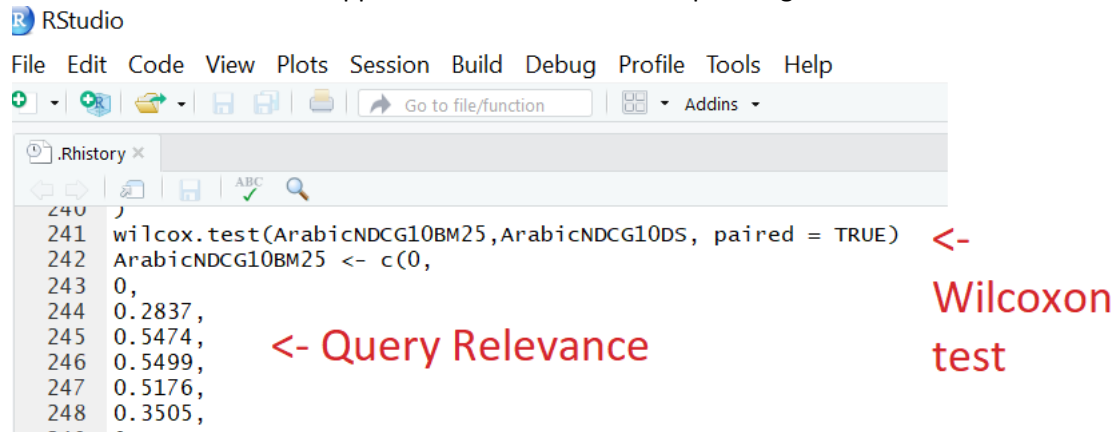 RStudio
File Edit Code View Plots Session Build Debug Profile Tools Help
Go to file/function Addins
.Rhistory
ABC
240 )
241 wilcox.test(ArabicNDCG10BM25,ArabicNDCG10DS, paired = TRUE)
242 ArabicNDCG10BM25 <- c(0,
243 0,
244 0.2837,
245 0.5474,
246 0.5499,
247 0.5176,
248 0.3505,
<- Query Relevance
<-
Wilcoxon
test